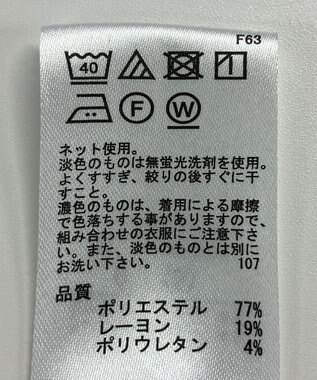 F63
40
F
W
ネット使用。
淡色のものは無蛍光洗剤を使用。
よくすすぎ、絞りの後すぐに干
すこと。
濃色のものは、着用による摩擦
で色落ちする事がありますので、
組み合わせの衣服にご注意下さ
い。また、淡色のものとは別に
お洗い下さい。 107
品質
ポリエステル 77%
レーヨン 19%
ポリウレタン 4%